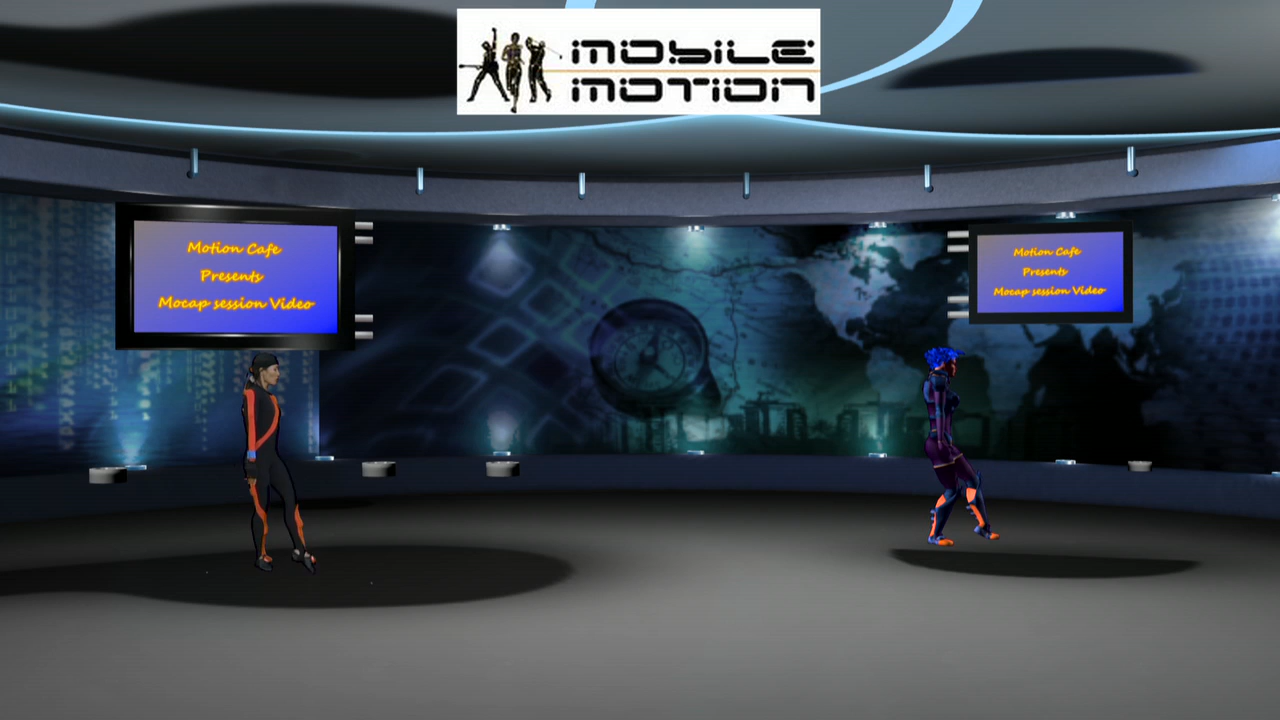 MOBILE
MOTION
Motion Cafe
Presents
Mocap session Video
Motion Cafe
Presents
Mocap session Video